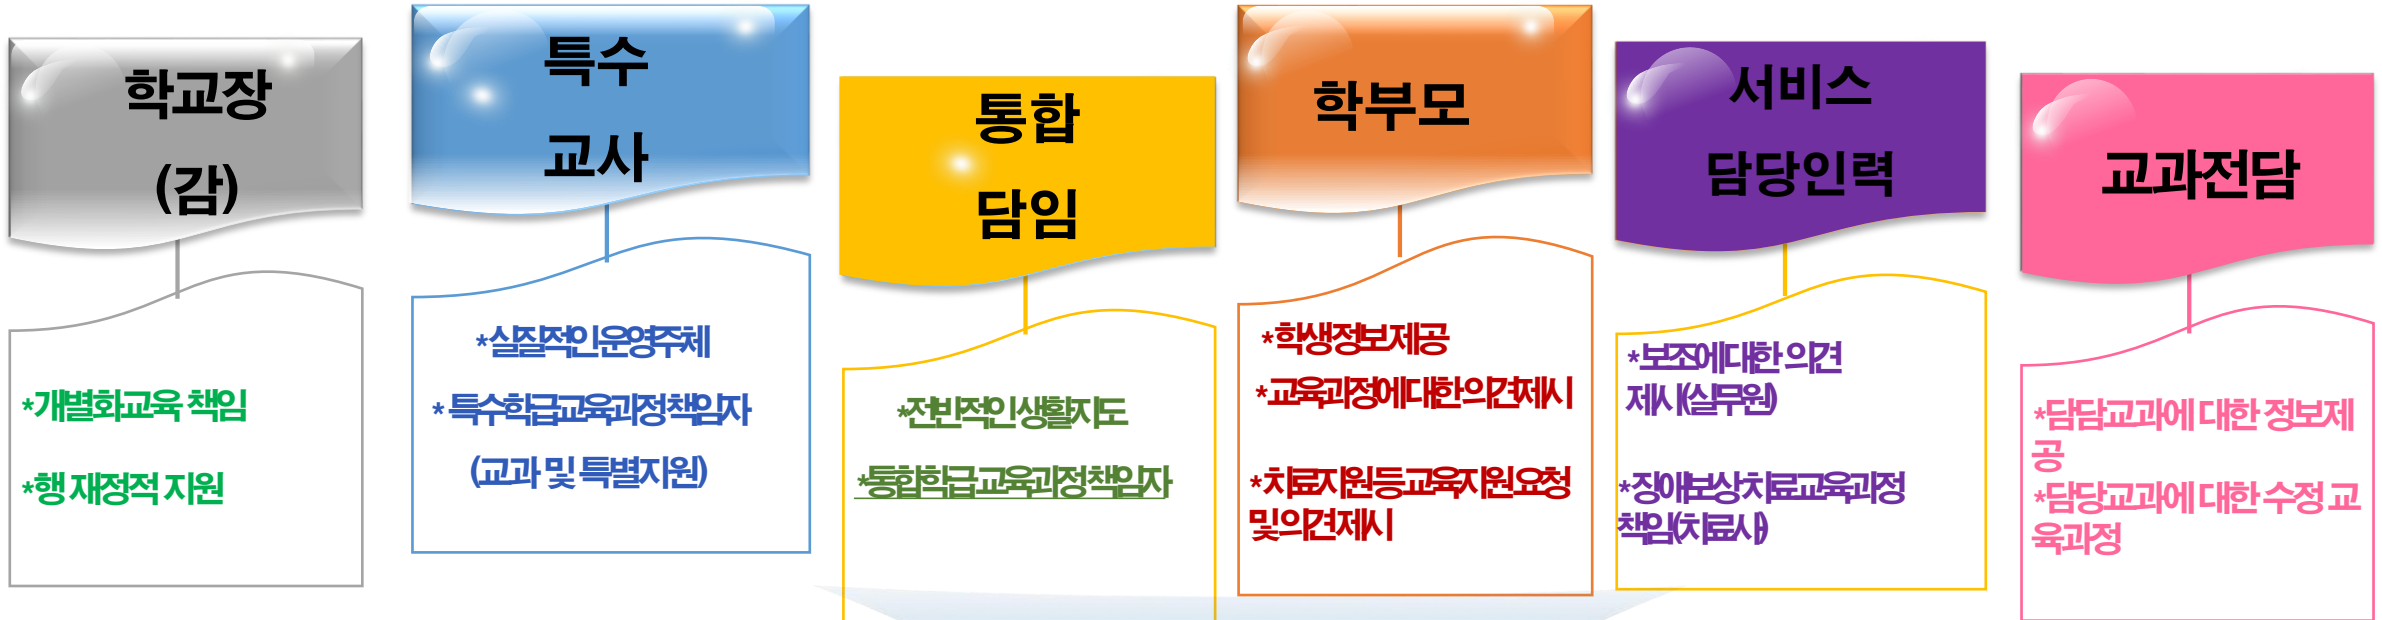 학교장
(감)
*개별화교육 책임
*행 재정적 지원
특수
교사
*실질적인 운영주체
* 특수학급교육과정 책임자
(교과 및 특별지원)
통합
담임
*전반적인 생활지도
*통합학급 교육과정 책임자
학부모
*학생정보 제공
*교육과정에 대한 의견 제시
*치료지원 등 교육지원 요청
및 의견 제시
서비스
담당인력
*보조에 대한 의견
제시(실무원)
*장애보상 치료교육과정
책임(치료사)
교과전담
*담담교과에 대한 정보제
공
*담당교과에 대한 수정 교
육과정